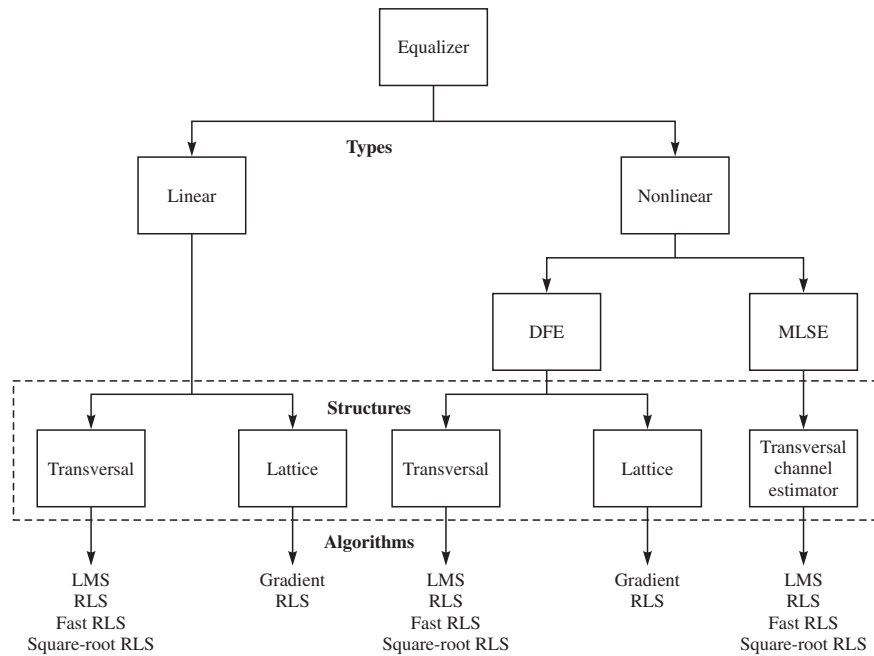 Equalizer
Types
Linear
Nonlinear
DFE
MLSE
Structures
Transversal
Lattice
Transversal
Lattice
Transversal
channel
estimator
Algorithms
LMS
RLS
Fast RLS
Square-root RLS
Gradient
RLS
LMS
RLS
Fast RLS
Square-root RLS
Gradient
RLS
LMS
RLS
Fast RLS
Square-root RLS